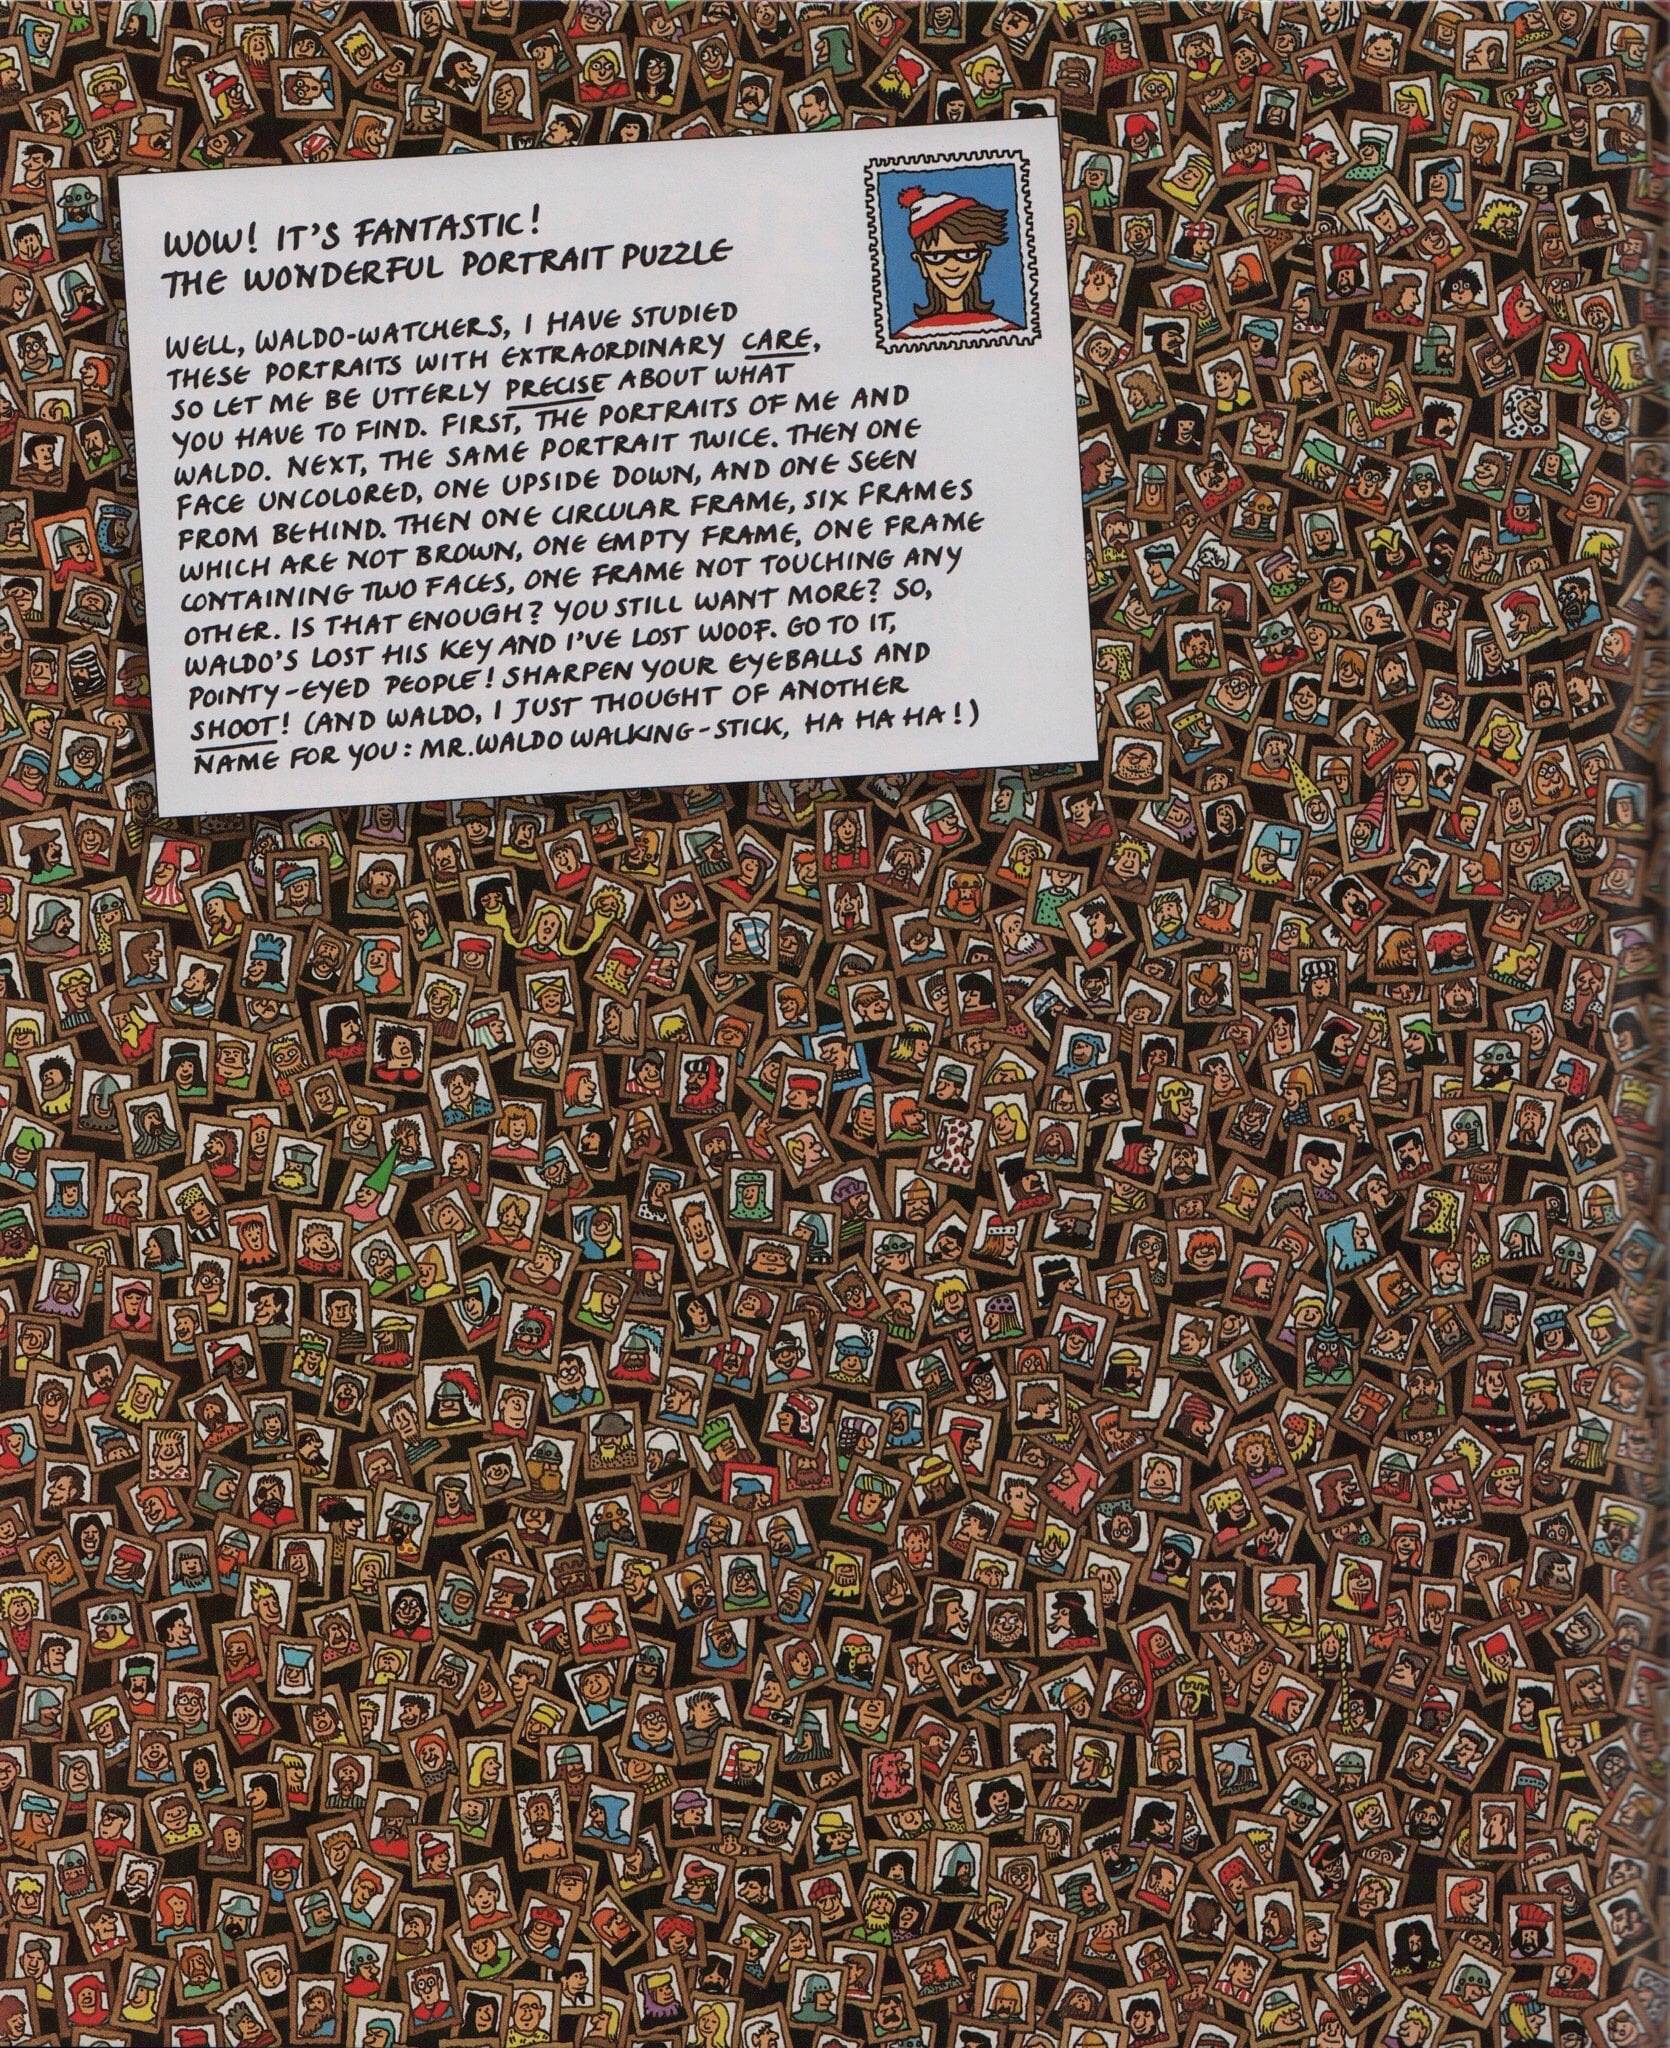 WOW! IT'S FANTASTIC!
THE WONDERFUL PORTRAIT PUZZLE
WELL, WALDO-WATCHERS, I HAVE STUDIED
THESE PORTRAITS WITH EXTRAORDINARY CARE,
SO LET ME BE UTTERLY PRECISE ABOUT WHAT
YOU HAVE TO FIND. FIRST, THE PORTRAITS OF ME AND
WALDO. NEXT, THE SAME PORTRAIT TWICE. THEN ONE
FACE UNCOLORED, ONE UPSIDE DOWN, AND ONE SEEN
FROM BEHIND. THEN ONE CIRCULAR FRAME, SIX FRAMES
WHICH ARE NOT BROWN, ONE EMPTY FRAME, ONE FRAME
CONTAINING TWO FACES, ONE FRAME NOT TOUCHING ANY
OTHER. IS THAT ENOUGH? YOU STILL WANT MORE? SO,
WALDO'S LOST HIS KEY AND I'VE LOST WOOF. GO TO IT,
POINTY-EYED PEOPLE! SHARPEN YOUR EYEBALLS AND
SHOOT! (AND WALDO, I JUST THOUGHT OF ANOTHER
NAME FOR YOU: MR. WALDO WALKING-STICK, HA HA HA!)